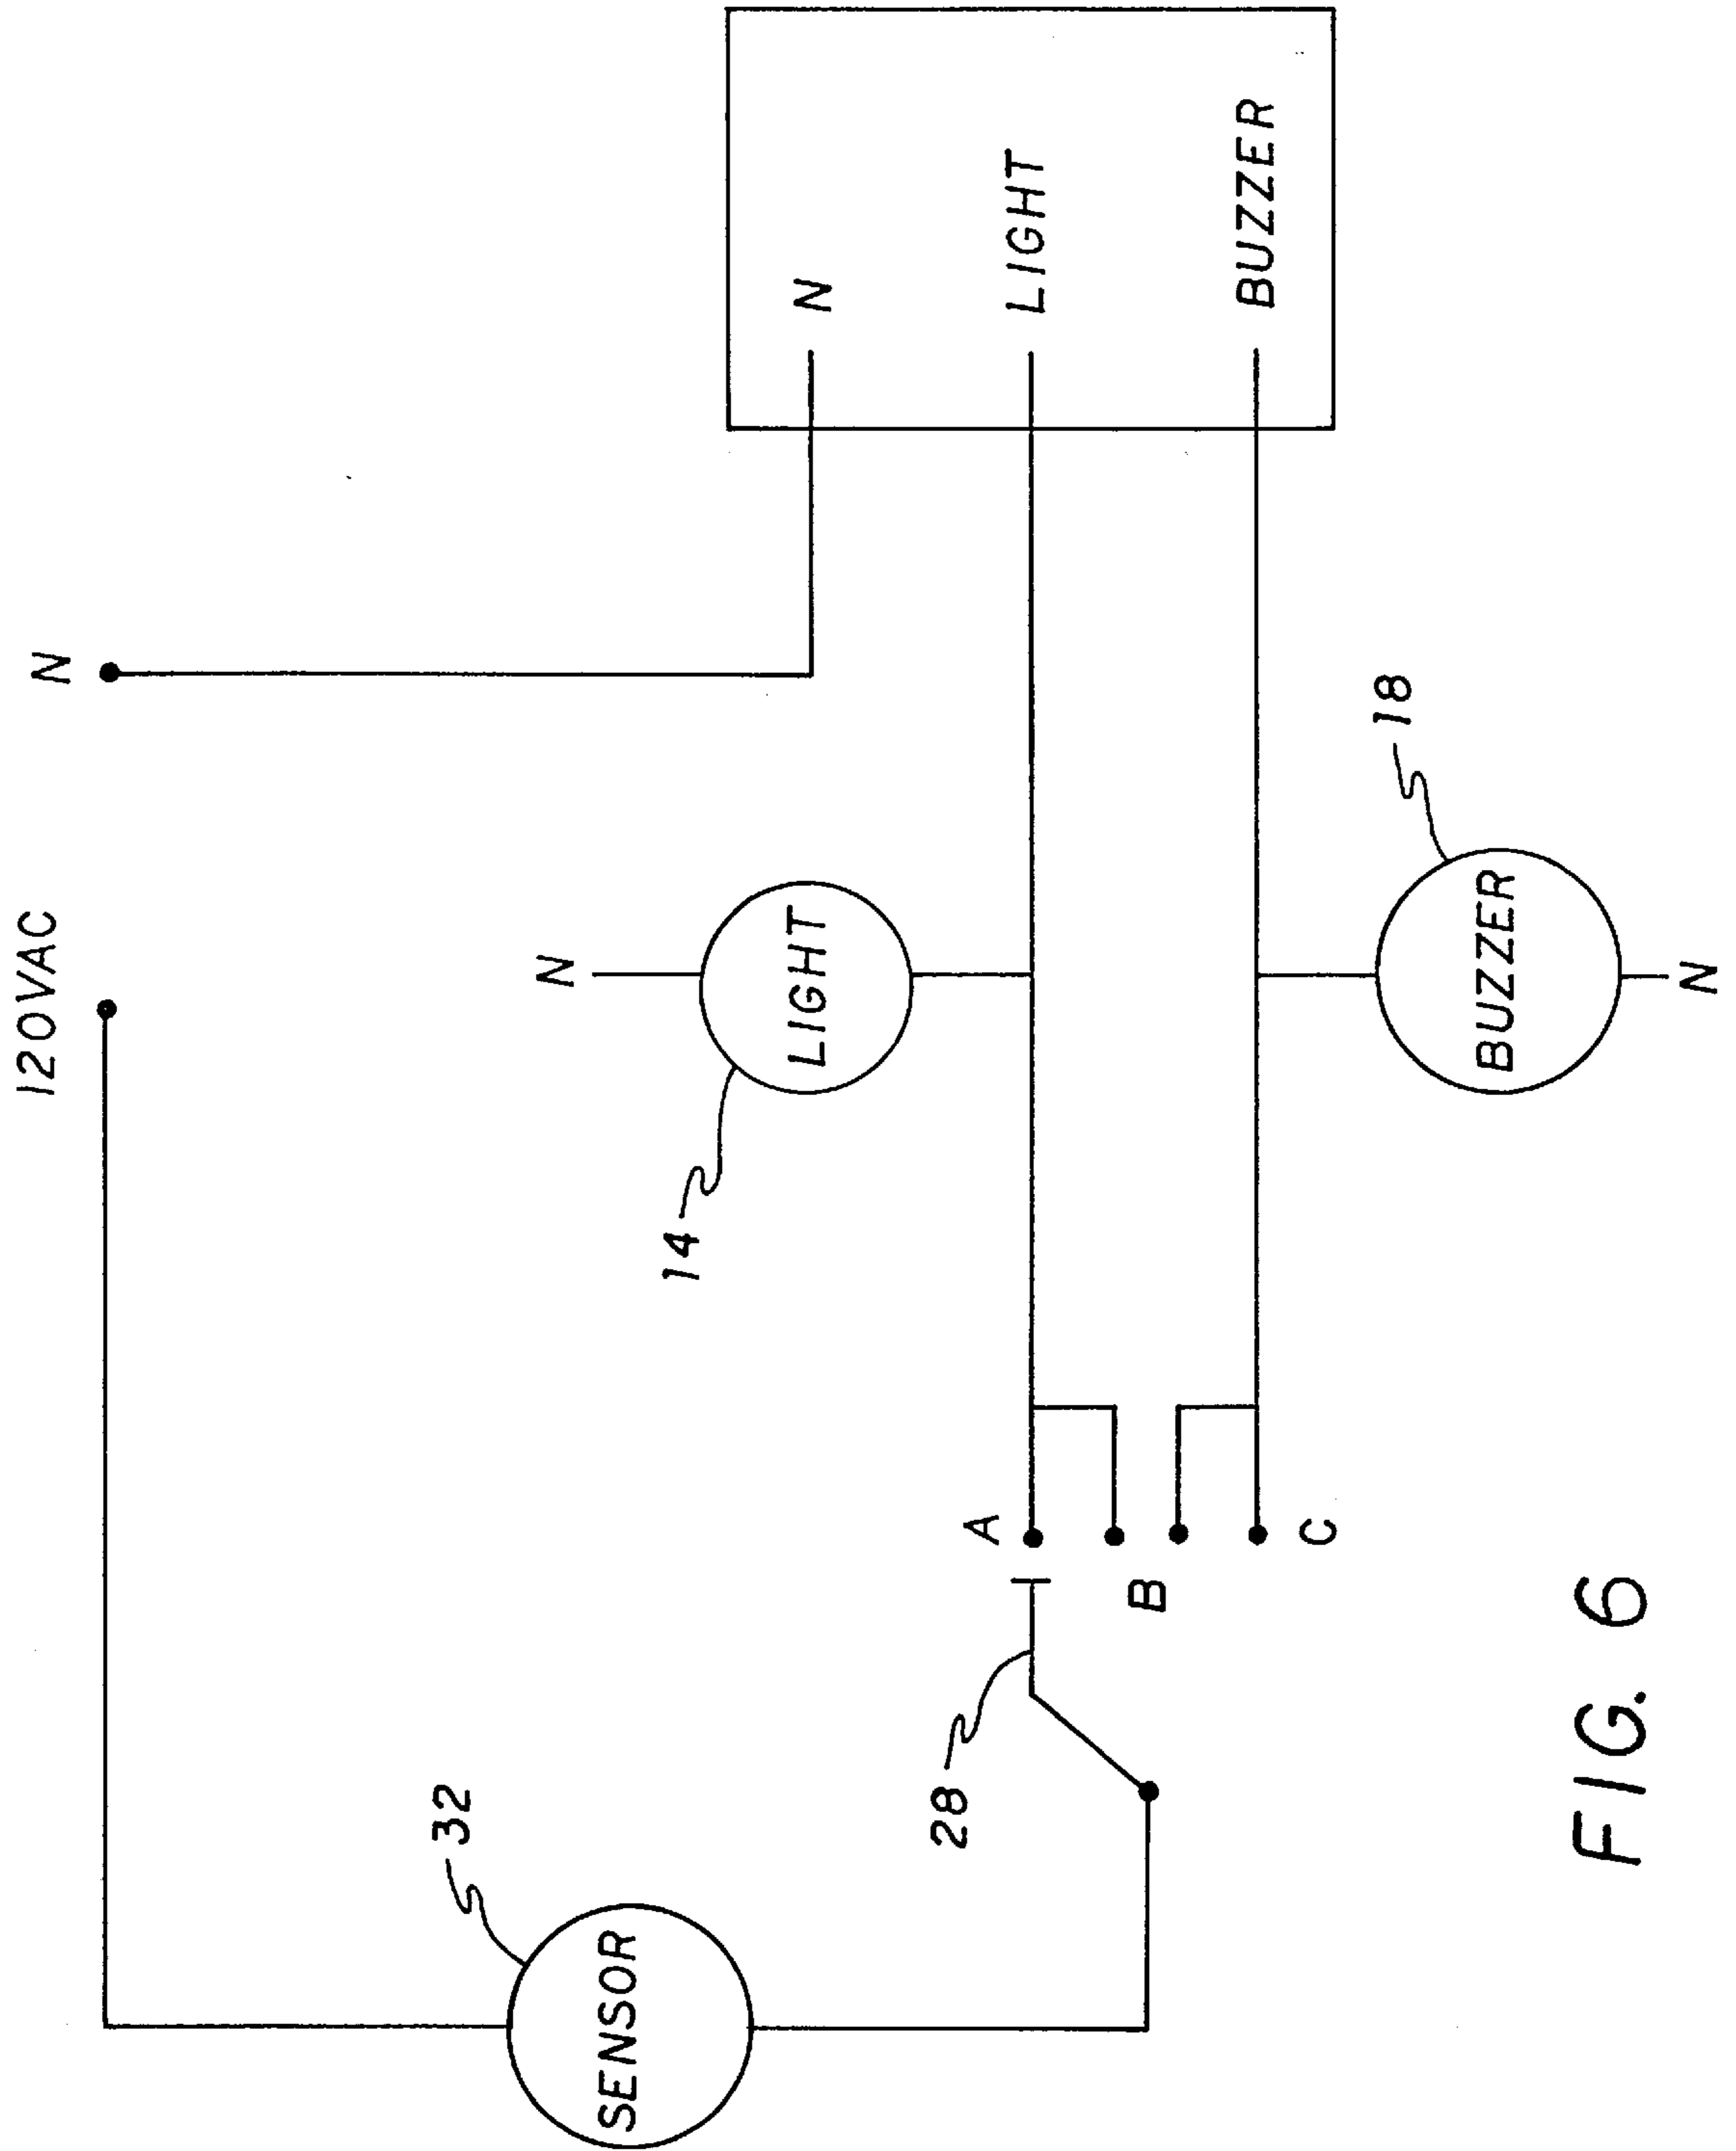 120VAC
N
SENSOR
32
28
A
B
C
14
LIGHT
N
BUZZER
18
N
N
LIGHT
BUZZER
FIG. 6